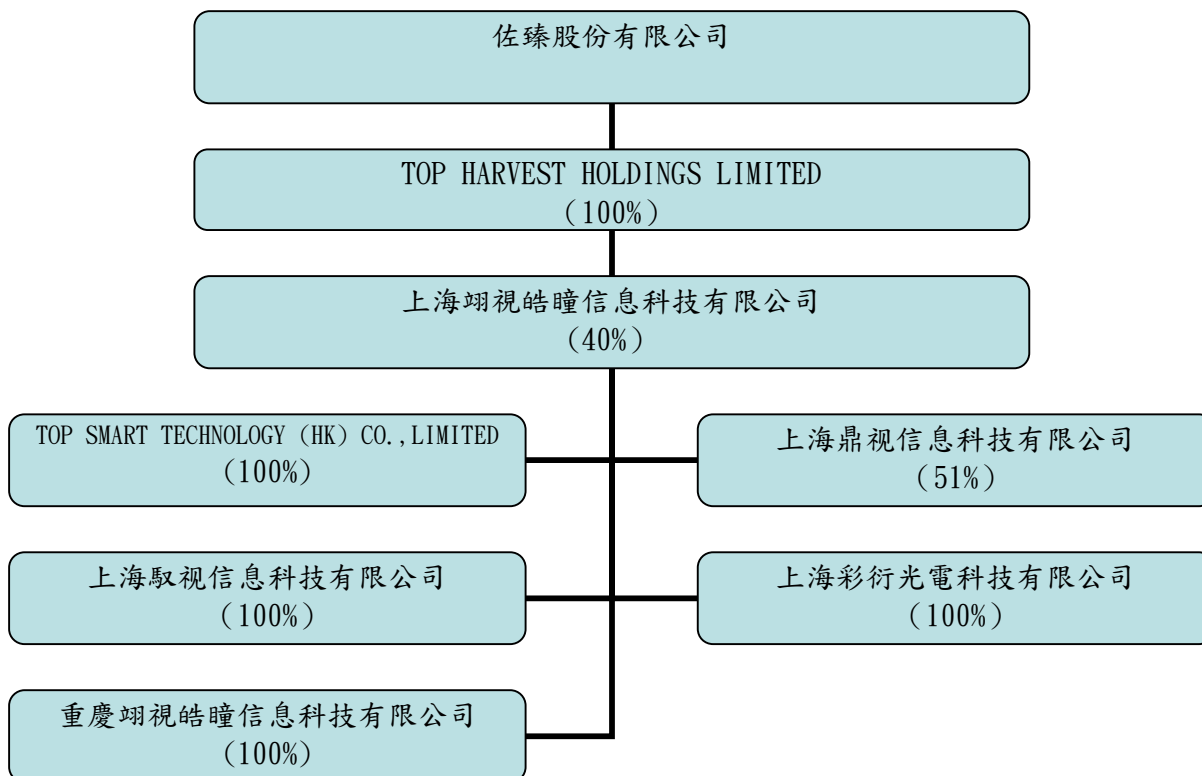 佐臻股份有限公司
TOP HARVEST HOLDINGS LIMITED
(100%)
上海翊視皓瞳信息科技有限公司
(40%)
TOP SMART TECHNOLOGY (HK) CO.,LIMITED
(100%)
上海鼎视信息科技有限公司
(51%)
上海馭视信息科技有限公司
(100%)
上海彩衍光電科技有限公司
(100%)
重慶翊視皓瞳信息科技有限公司
(100%)